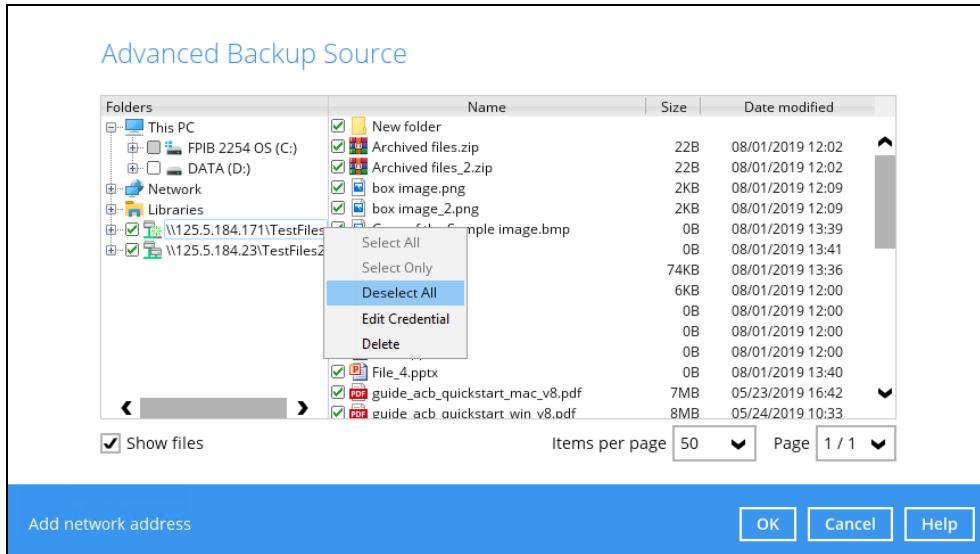 Advanced Backup Source
Folders Name Size Date modified
This PC
FPIB 2254 OS (C:)
DATA (D:)
Network
Libraries
\\125.5.184.171\TestFiles
\\125.5.184.23\TestFiles2
New folder
Archived files.zip 22B 08/01/2019 12:02
Archived files_2.zip 22B 08/01/2019 12:02
box image.png 2KB 08/01/2019 12:09
box image_2.png 2KB 08/01/2019 12:09
image.bmp 0B 08/01/2019 13:39
0B 08/01/2019 13:41
74KB 08/01/2019 13:36
6KB 08/01/2019 12:00
0B 08/01/2019 12:00
0B 08/01/2019 12:00
0B 08/01/2019 12:00
File_4.pptx 0B 08/01/2019 13:40
guide_acb_quickstart_mac_v8.pdf 7MB 05/23/2019 16:42
guide_acb_quickstart_win_v8.pdf 8MB 05/24/2019 10:33
Select All
Select Only
Deselect All
Edit Credential
Delete
Show files
Items per page 50 Page 1 / 1
Add network address
OK Cancel Help